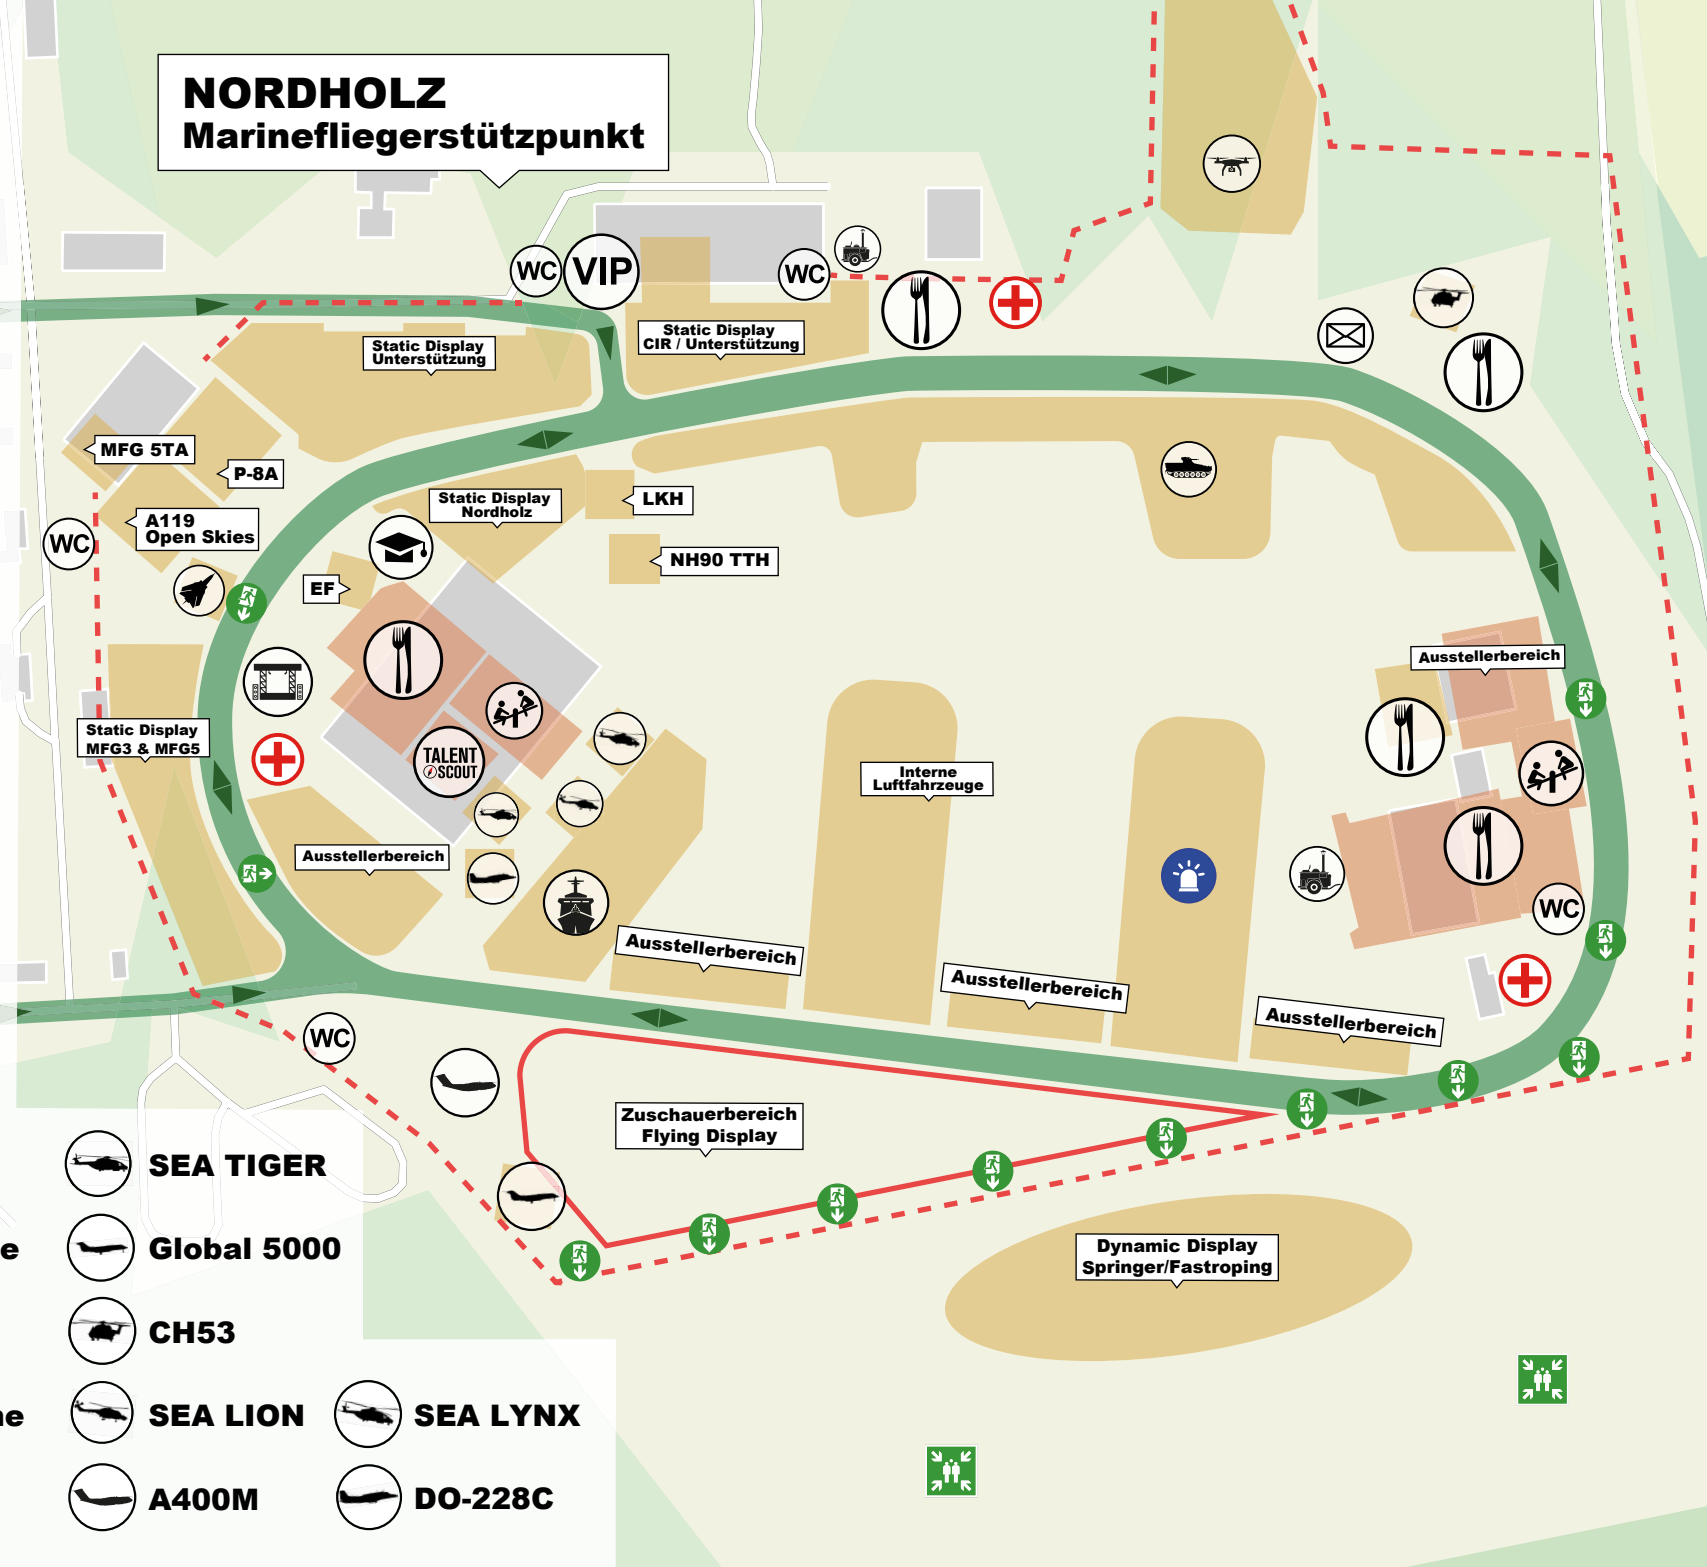 NORDHOLZ
Marinefliegerstützpunkt
WC
VIP
WC
Static Display
Unterstützung
Static Display
CIR / Unterstützung
MFG 5TA
P-8A
A119
Open Skies
WC
Static Display
Nordholz
LKH
NH90 TTH
EF
Static Display
MFG3 & MFG5
TALENT
SCOUT
Ausstellerbereich
Interne
Luftfahrzeuge
Ausstellerbereich
WC
Ausstellerbereich
Ausstellerbereich
Ausstellerbereich
WC
Zuschauerbereich
Flying Display
Dynamic Display
Springer/Fastroping
SEA TIGER
e
Global 5000
CH53
ne
SEA LION
SEA LYNX
A400M
DO-228C